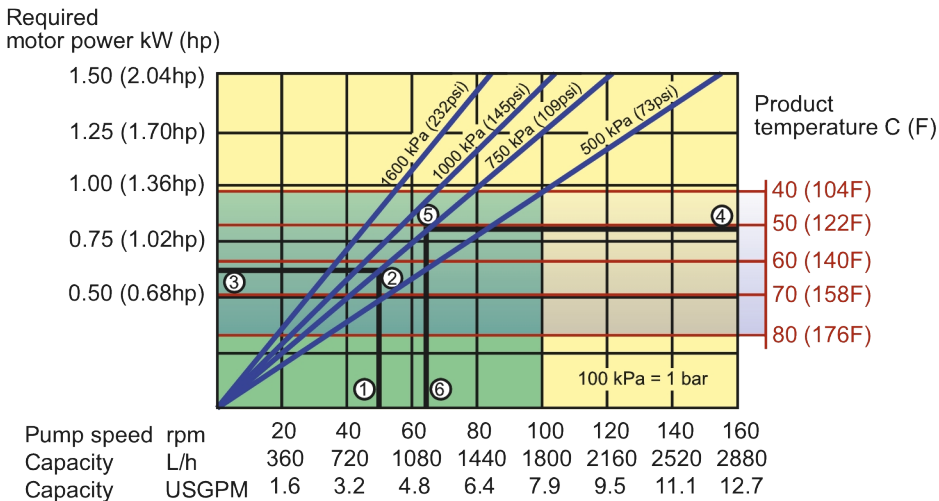 Required
motor power kW (hp)
1.50 (2.04hp)
1.25 (1.70hp)
1.00 (1.36hp)
0.75 (1.02hp)
0.50 (0.68hp)
1600 kPa (232psi)
1000 kPa (145psi)
750 kPa (109psi)
500 kPa (73psi)
Product
temperature C (F)
40 (104F)
50 (122F)
60 (140F)
70 (158F)
80 (176F)
5
4
3
2
1
6
100 kPa = 1 bar
Pump speed rpm 20 40 60 80 100 120 140 160
Capacity L/h 360 720 1080 1440 1800 2160 2520 2880
Capacity USGPM 1.6 3.2 4.8 6.4 7.9 9.5 11.1 12.7